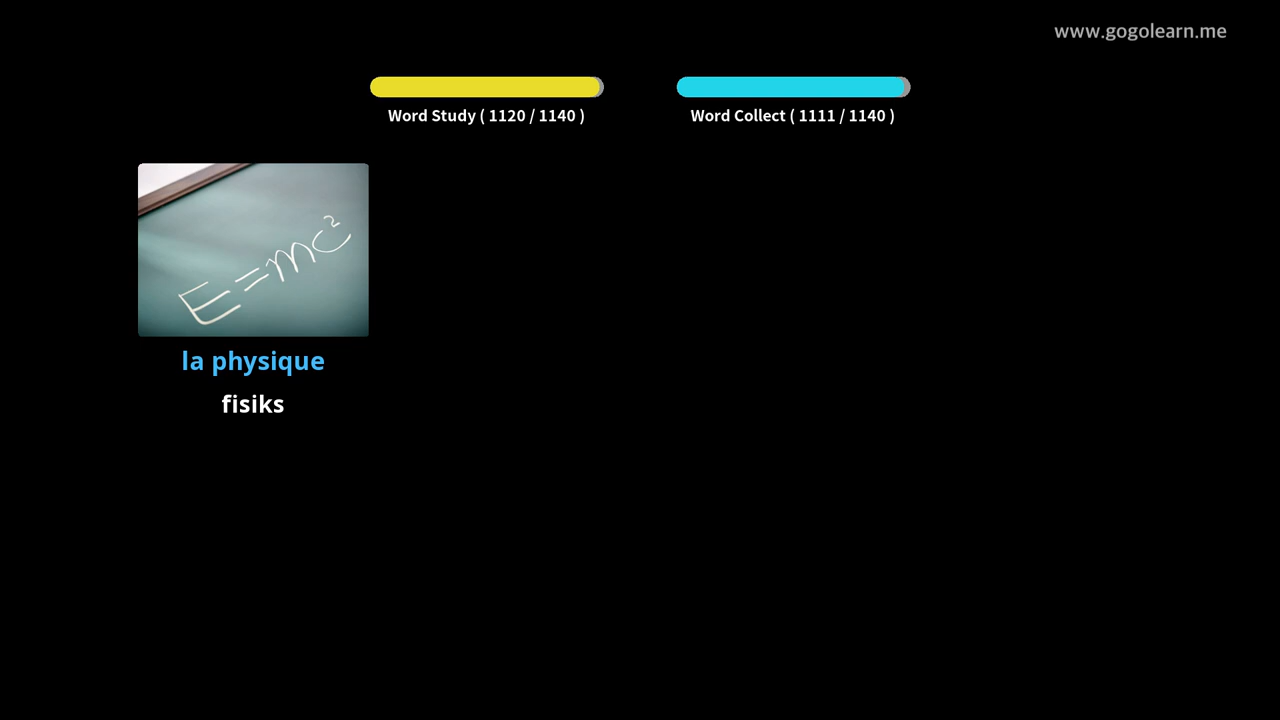 www.gogolearn.me
Word Study ( 1120 / 1140 )
Word Collect ( 1111 / 1140 )
E=mc²
la physique
fisiks